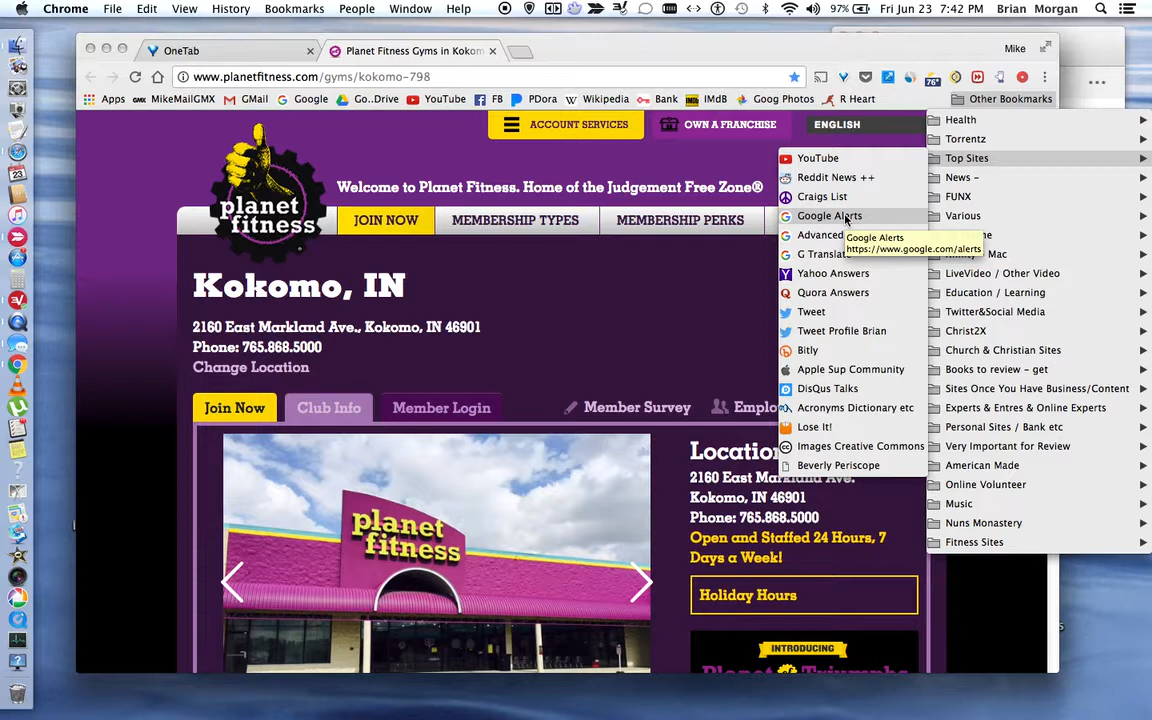 Chrome File Edit View History Bookmarks People Window Help 97% Fri Jun 23 7:42 PM Brian Morgan
OneTab Planet Fitness Gyms in Kokom Mike
www.planetfitness.com/gyms/kokomo-798
76°
Apps MikeMailGMX GMail Google Go..Drive YouTube FB PDora Wikipedia Bank IMDb Goog Photos R Heart Other Bookmarks
ACCOUNT SERVICES OWN A FRANCHISE ENGLISH
planet fitness
Welcome to Planet Fitness. Home of the Judgement Free Zone®
JOIN NOW MEMBERSHIP TYPES MEMBERSHIP PERKS
Kokomo, IN
2160 East Markland Ave., Kokomo, IN 46901
Phone: 765.868.5000
Change Location
Join Now Club Info Member Login Member Survey Emplo
planet
fitness
Locatio
2160 East Markland Ave.
Kokomo, IN 46901
Phone: 765.868.5000
Open and Staffed 24 Hours, 7
Days a Week!
Holiday Hours
INTRODUCING
Planet Triumphs
YouTube
Reddit News ++
Craigs List
Google Alerts
Advanced
G Translate
Yahoo Answers
Quora Answers
Tweet
Tweet Profile Brian
Bitly
Apple Sup Community
DisQus Talks
Acronyms Dictionary etc
Lose It!
Images Creative Commons
Beverly Periscope
Google Alerts
https://www.google.com/alerts
Health
Torrentz
Top Sites
News –
FUNX
Various
me
Mac
LiveVideo / Other Video
Education / Learning
Twitter&Social Media
Christ2X
Church & Christian Sites
Books to review – get
Sites Once You Have Business/Content
Experts & Entres & Online Experts
Personal Sites / Bank etc
Very Important for Review
American Made
Online Volunteer
Music
Nuns Monastery
Fitness Sites